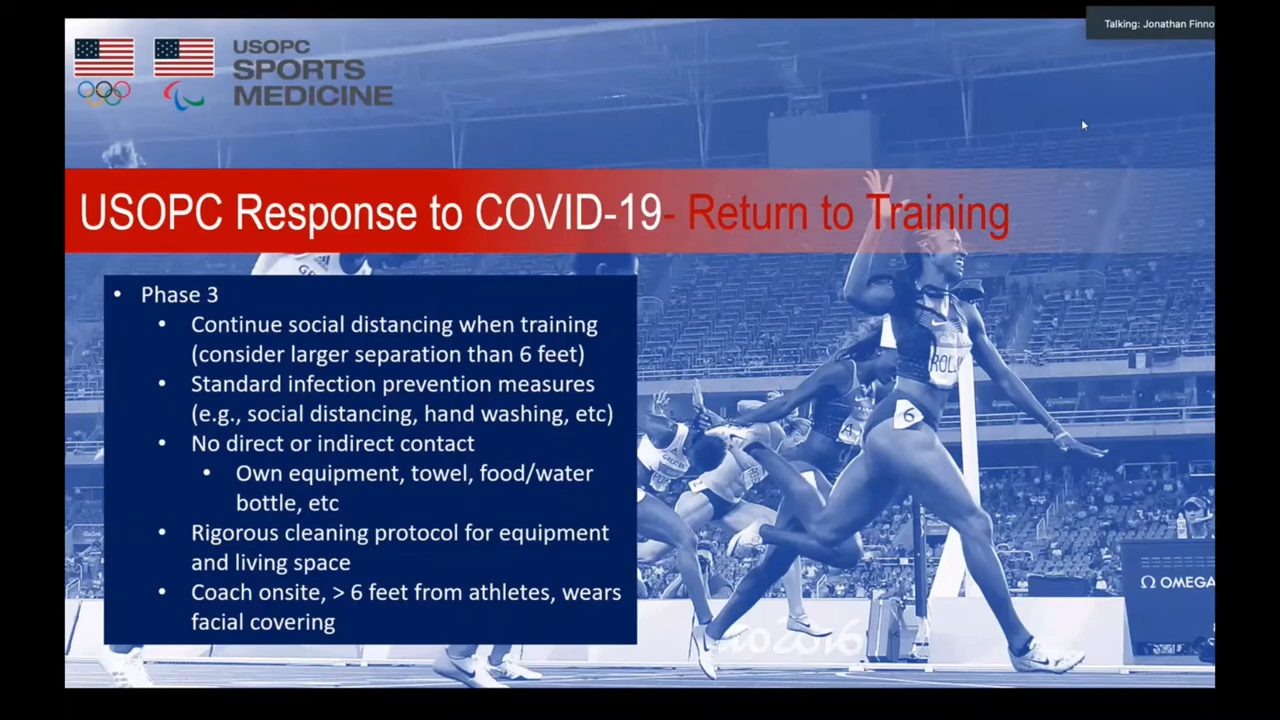 Talking: Jonathan Finno
USOPC
SPORTS
MEDICINE
USOPC Response to COVID-19- Return to Training
• Phase 3
• Continue social distancing when training
(consider larger separation than 6 feet)
• Standard infection prevention measures
(e.g., social distancing, hand washing, etc)
• No direct or indirect contact
• Own equipment, towel, food/water
bottle, etc
• Rigorous cleaning protocol for equipment
and living space
• Coach onsite, > 6 feet from athletes, wears
facial covering
6
Ω OMEGA